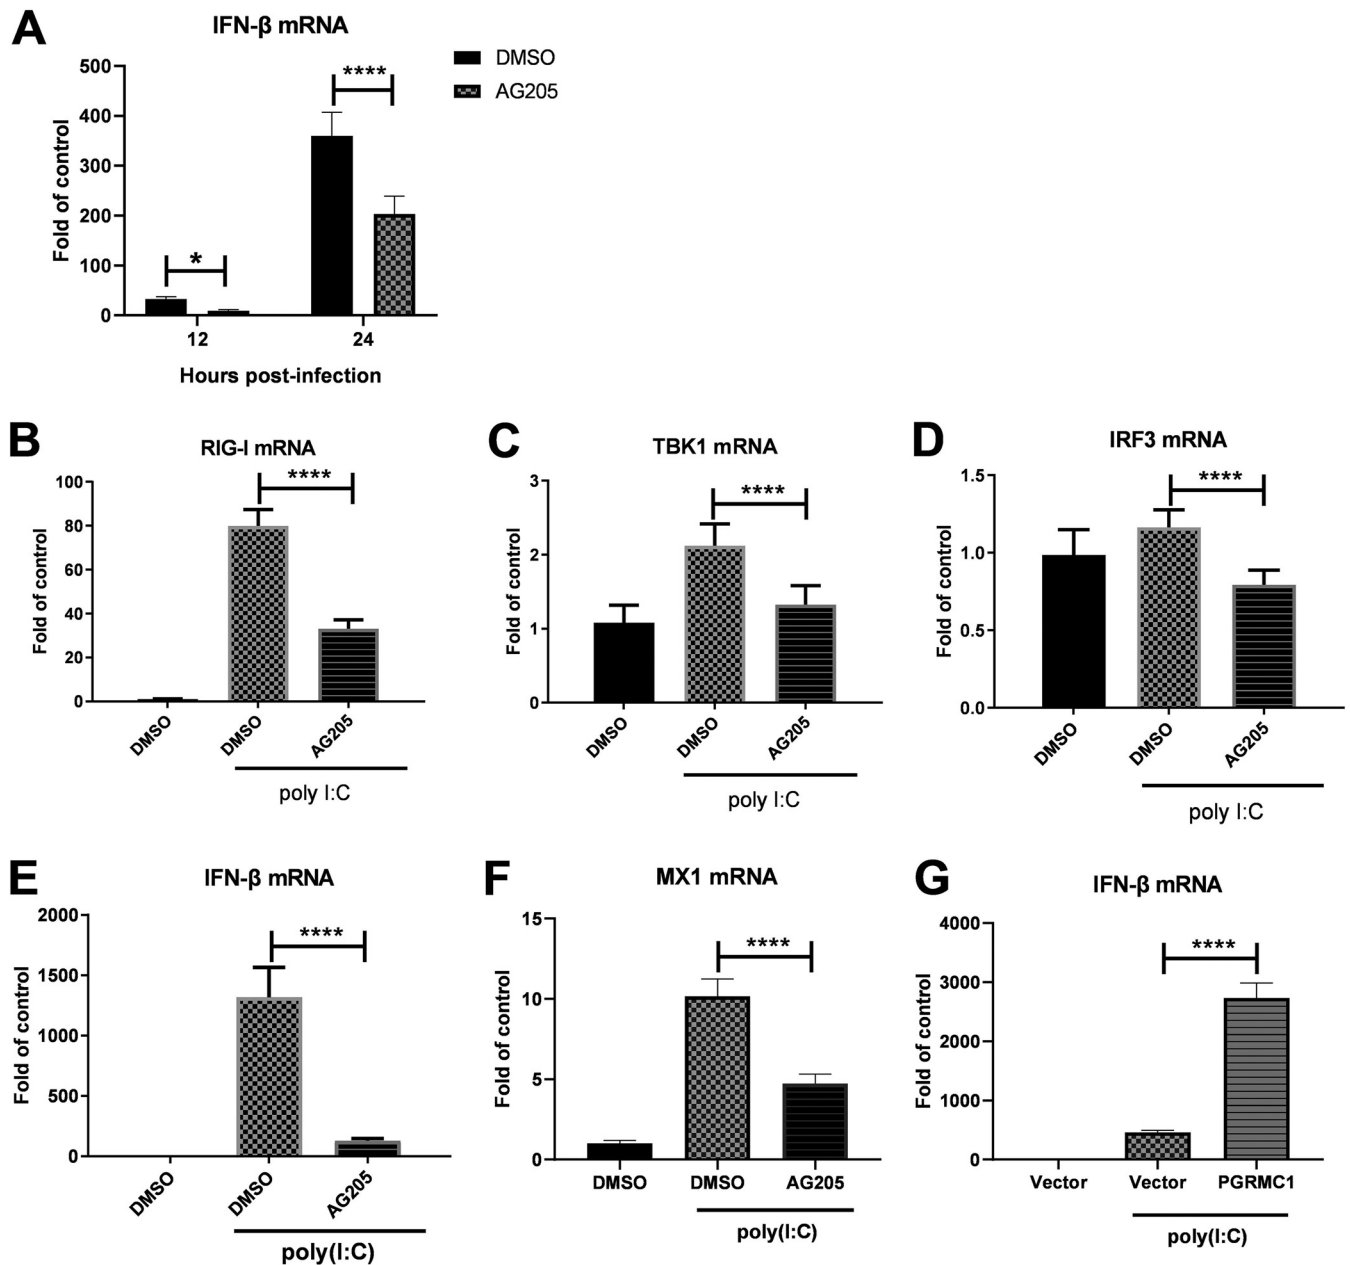 A
IFN-β mRNA
DMSO
AG205
Fold of control
500
400
300
200
100
0
****
*
12
24
Hours post-infection
B
RIG-I mRNA
Fold of control
100
80
60
40
20
0
****
DMSO
DMSO
AG205
poly I:C
C
TBK1 mRNA
Fold of control
3
2
1
0
****
DMSO
DMSO
AG205
poly I:C
D
IRF3 mRNA
Fold of control
1.5
1.0
0.5
0.0
****
DMSO
DMSO
AG205
poly I:C
E
IFN-β mRNA
Fold of control
2000
1500
1000
500
0
****
DMSO
DMSO
AG205
poly(I:C)
F
MX1 mRNA
Fold of control
15
10
5
0
****
DMSO
DMSO
AG205
poly(I:C)
G
IFN-β mRNA
Fold of control
4000
3000
2000
1000
0
****
Vector
Vector
PGRMC1
poly(I:C)